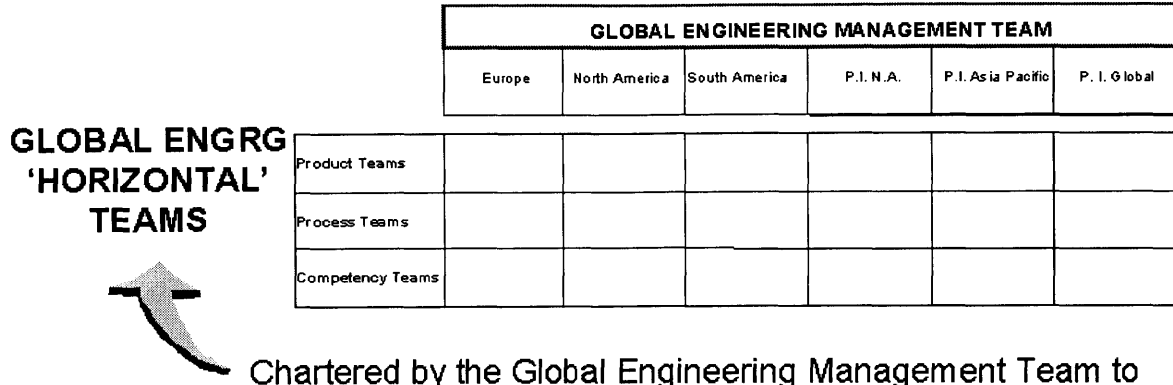 GLOBAL ENGINEERING MANAGEMENT TEAM
Europe North America South America P.I. N.A. P.I. Asia Pacific P. I. Global
GLOBAL ENGRG
'HORIZONTAL'
TEAMS
Product Teams
Process Teams
Competency Teams
Chartered by the Global Engineering Management Team to